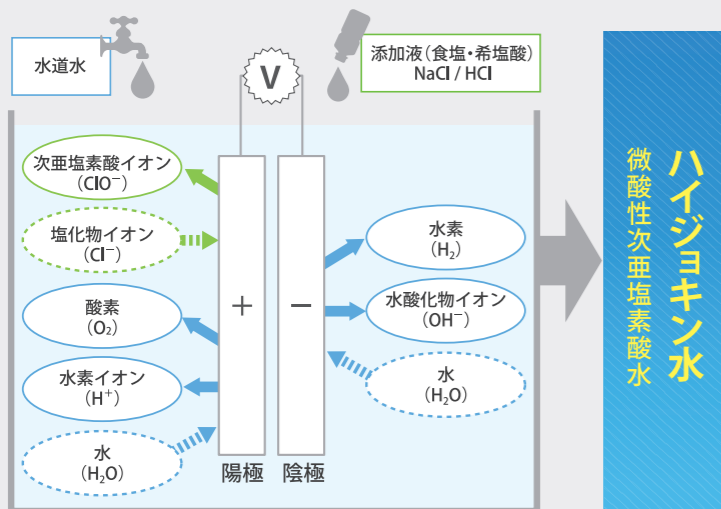 水道水
V
添加液（食塩・希塩酸）
NaCl / HCl
次亜塩素酸イオン
（ClO⁻）
塩化物イオン
（Cl⁻）
酸素
（O₂）
水素イオン
（H⁺）
水
（H₂O）
＋
－
陽極
陰極
水素
（H₂）
水酸化物イオン
（OH⁻）
水
（H₂O）
ハイジョキン水
微酸性次亜塩素酸水